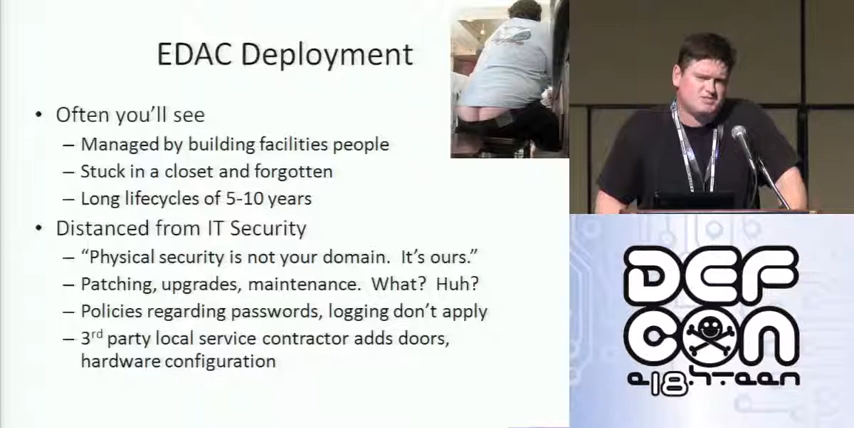 EDAC Deployment
• Often you'll see
– Managed by building facilities people
– Stuck in a closet and forgotten
– Long lifecycles of 5-10 years
• Distanced from IT Security
– "Physical security is not your domain.  It's ours."
– Patching, upgrades, maintenance.  What?  Huh?
– Policies regarding passwords, logging don't apply
– 3rd party local service contractor adds doors,
hardware configuration
DEF
CON
e18h.teen